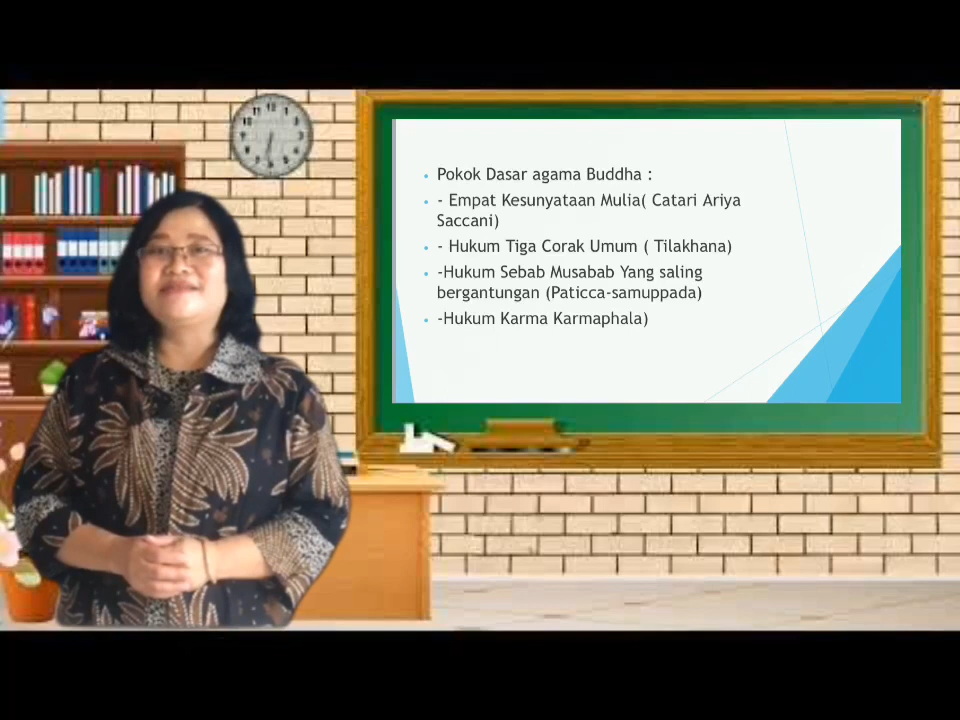 Pokok Dasar agama Buddha :
- Empat Kesunyataan Mulia( Catari Ariya
Saccani)
- Hukum Tiga Corak Umum ( Tilakhana)
-Hukum Sebab Musabab Yang saling
bergantungan (Paticca-samuppada)
-Hukum Karma Karmaphala)